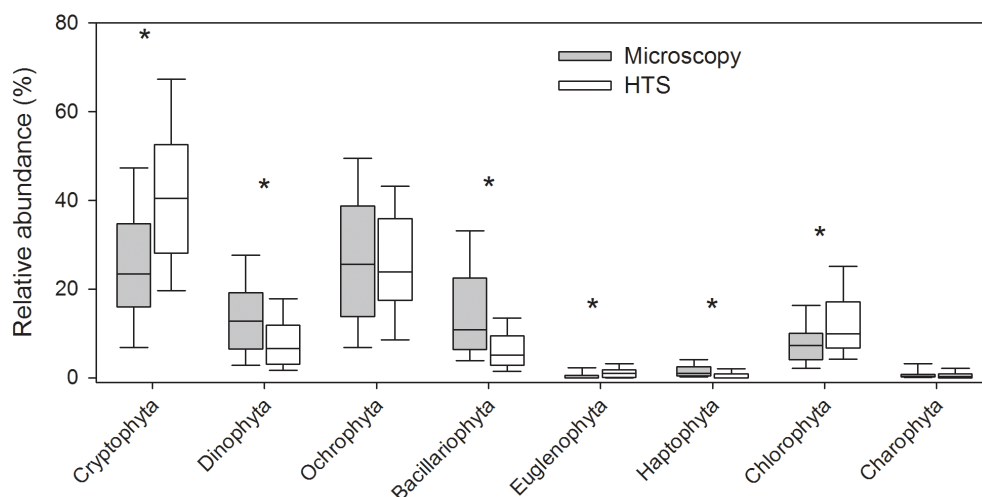 80
60
40
20
0
Relative abundance (%)
*
*
*
*
*
*
Microscopy
HTS
Cryptophyta
Dinophyta
Ochrophyta
Bacillariophyta
Euglenophyta
Haptophyta
Chlorophyta
Charophyta